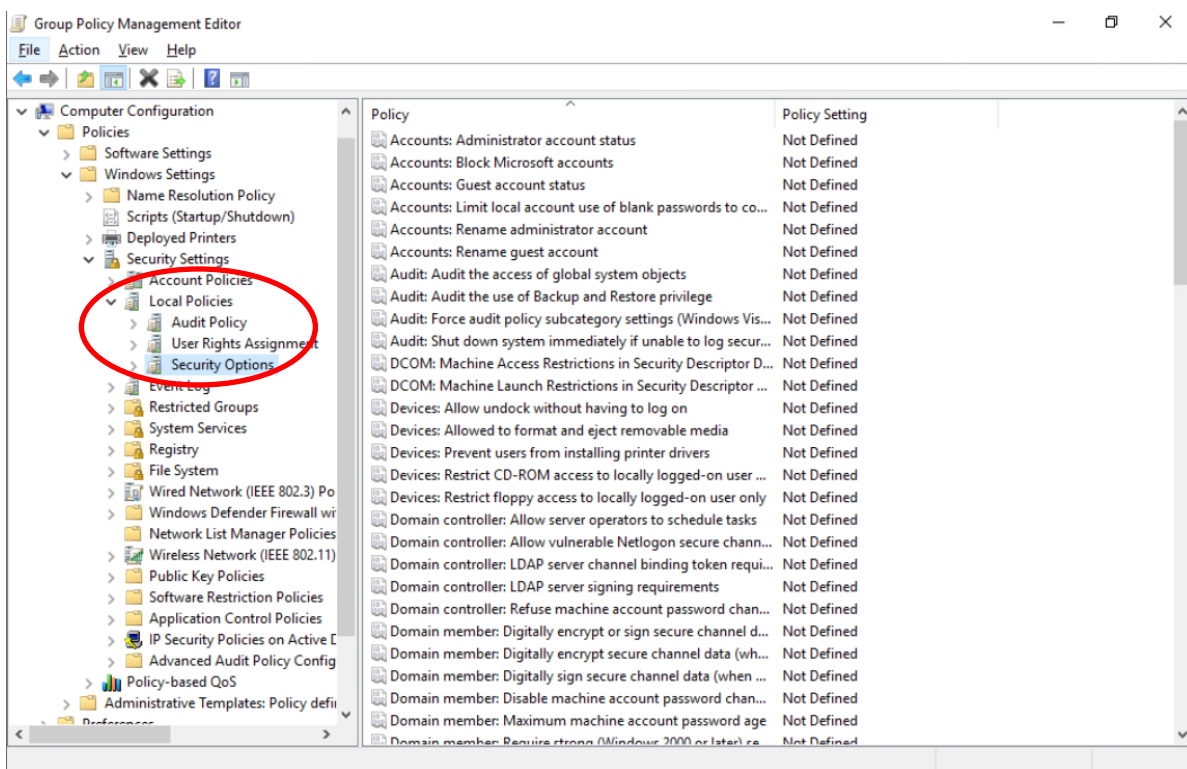 Group Policy Management Editor
File Action View Help
Computer Configuration
Policies
Software Settings
Windows Settings
Name Resolution Policy
Scripts (Startup/Shutdown)
Deployed Printers
Security Settings
Account Policies
Local Policies
Audit Policy
User Rights Assignment
Security Options
Event Log
Restricted Groups
System Services
Registry
File System
Wired Network (IEEE 802.3) Po
Windows Defender Firewall wi
Network List Manager Policies
Wireless Network (IEEE 802.11)
Public Key Policies
Software Restriction Policies
Application Control Policies
IP Security Policies on Active D
Advanced Audit Policy Config
Policy-based QoS
Administrative Templates: Policy defi
Preferences
Policy Policy Setting
Accounts: Administrator account status Not Defined
Accounts: Block Microsoft accounts Not Defined
Accounts: Guest account status Not Defined
Accounts: Limit local account use of blank passwords to co... Not Defined
Accounts: Rename administrator account Not Defined
Accounts: Rename guest account Not Defined
Audit: Audit the access of global system objects Not Defined
Audit: Audit the use of Backup and Restore privilege Not Defined
Audit: Force audit policy subcategory settings (Windows Vis... Not Defined
Audit: Shut down system immediately if unable to log secur... Not Defined
DCOM: Machine Access Restrictions in Security Descriptor D... Not Defined
DCOM: Machine Launch Restrictions in Security Descriptor ... Not Defined
Devices: Allow undock without having to log on Not Defined
Devices: Allowed to format and eject removable media Not Defined
Devices: Prevent users from installing printer drivers Not Defined
Devices: Restrict CD-ROM access to locally logged-on user ... Not Defined
Devices: Restrict floppy access to locally logged-on user only Not Defined
Domain controller: Allow server operators to schedule tasks Not Defined
Domain controller: Allow vulnerable Netlogon secure chann... Not Defined
Domain controller: LDAP server channel binding token requi... Not Defined
Domain controller: LDAP server signing requirements Not Defined
Domain controller: Refuse machine account password chan... Not Defined
Domain member: Digitally encrypt or sign secure channel d... Not Defined
Domain member: Digitally encrypt secure channel data (wh... Not Defined
Domain member: Digitally sign secure channel data (when ... Not Defined
Domain member: Disable machine account password chan... Not Defined
Domain member: Maximum machine account password age Not Defined
Domain member: Require strong (Windows 2000 or later) se... Not Defined